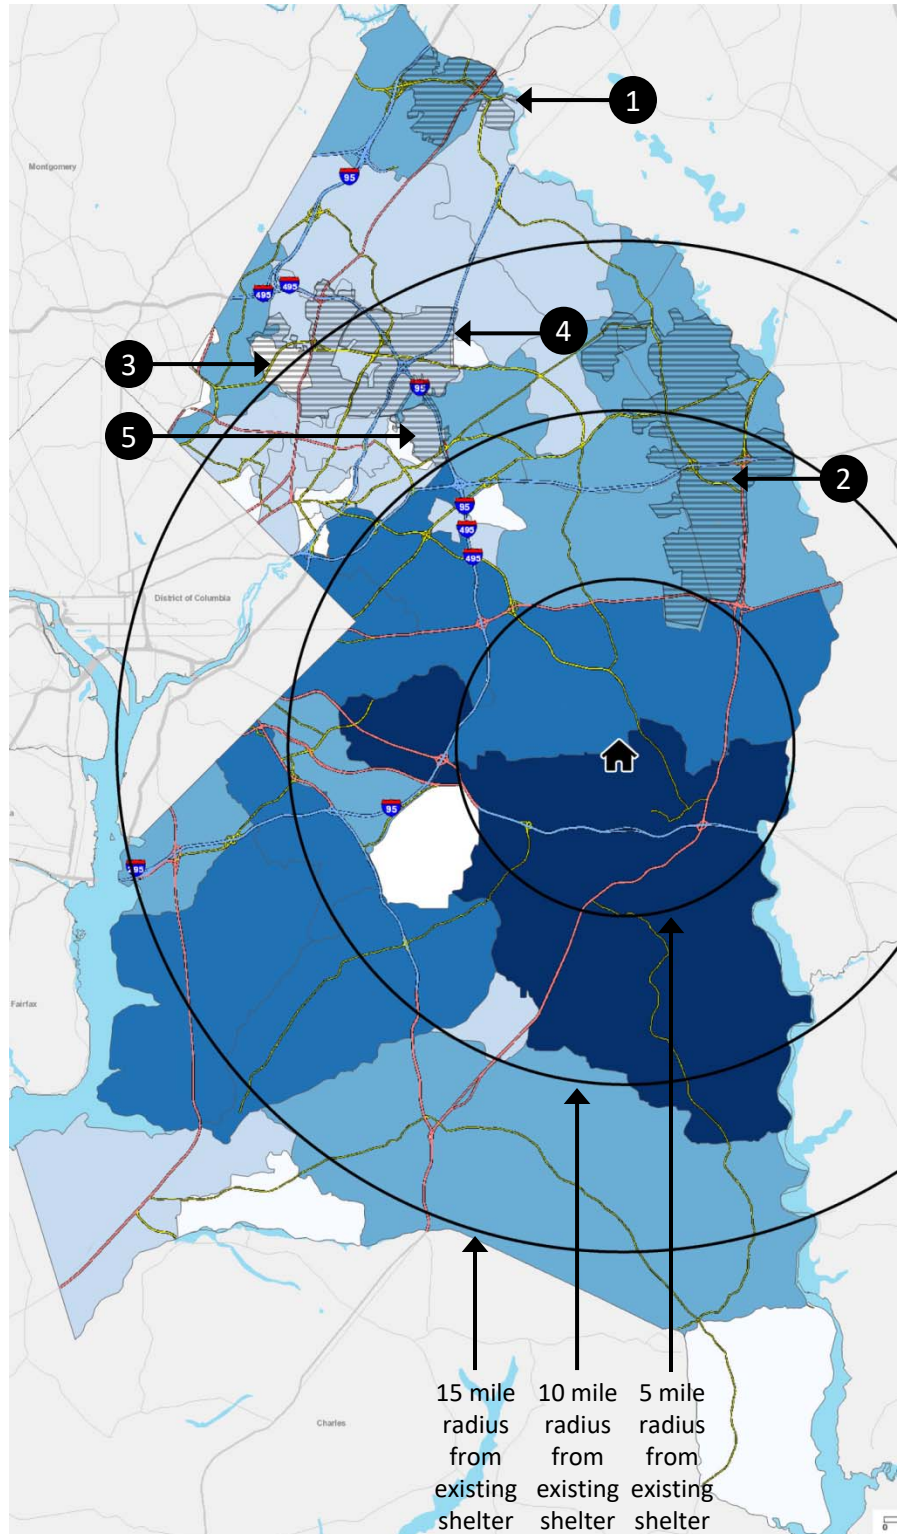 1
Montgomery
95
495
495
4
3
95
5
2
95
495
495
District of Columbia
95
295
Fairfax
15 mile
radius
from
existing
shelter
10 mile
radius
from
existing
shelter
5 mile
radius
from
existing
shelter
Charles